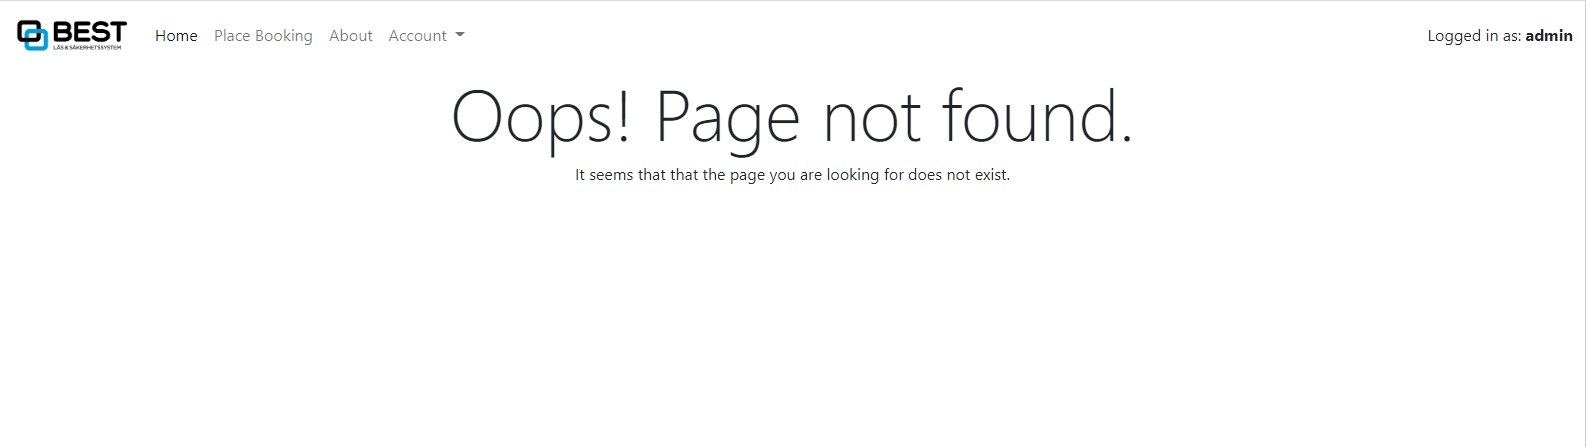 BEST
LÅS & SÄKERHETSSYSTEM
Home Place Booking About Account
Logged in as: admin
Oops! Page not found.
It seems that that the page you are looking for does not exist.